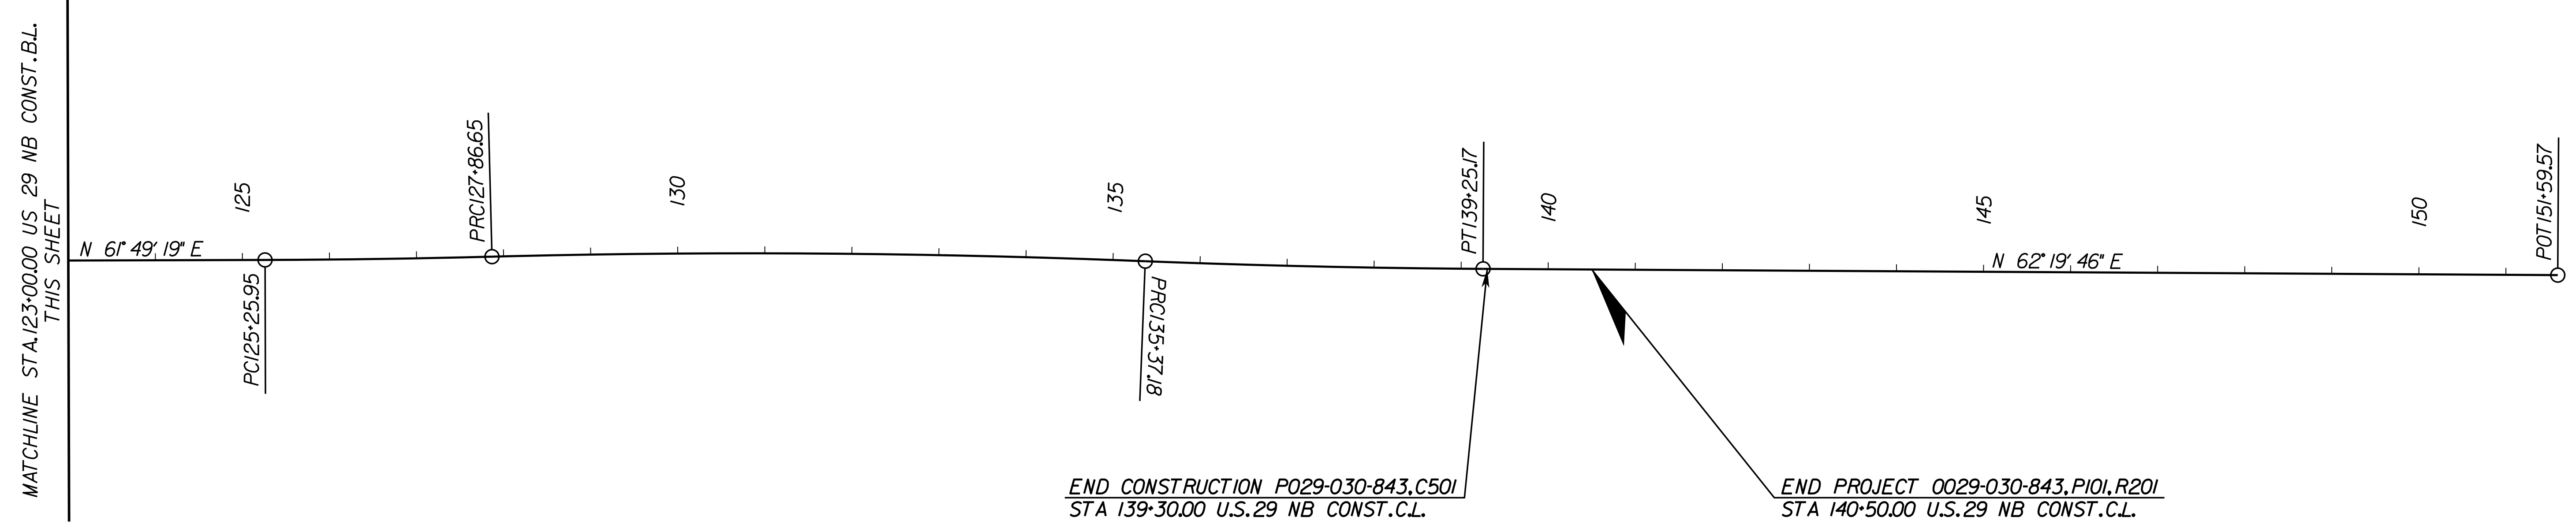 MATCHLINE STA.123+00.00 US 29 NB CONST.B.L.
THIS SHEET
N 61° 49' 19" E
125
PC125+25.95
PRC127+86.65
130
135
PRC135+37.18
PT139+25.17
140
145
N 62° 19' 46" E
150
POT151+59.57
END CONSTRUCTION P029-030-843,C501
STA 139+30.00 U.S.29 NB CONST.C.L.
END PROJECT 0029-030-843,P101,R201
STA 140+50.00 U.S.29 NB CONST.C.L.